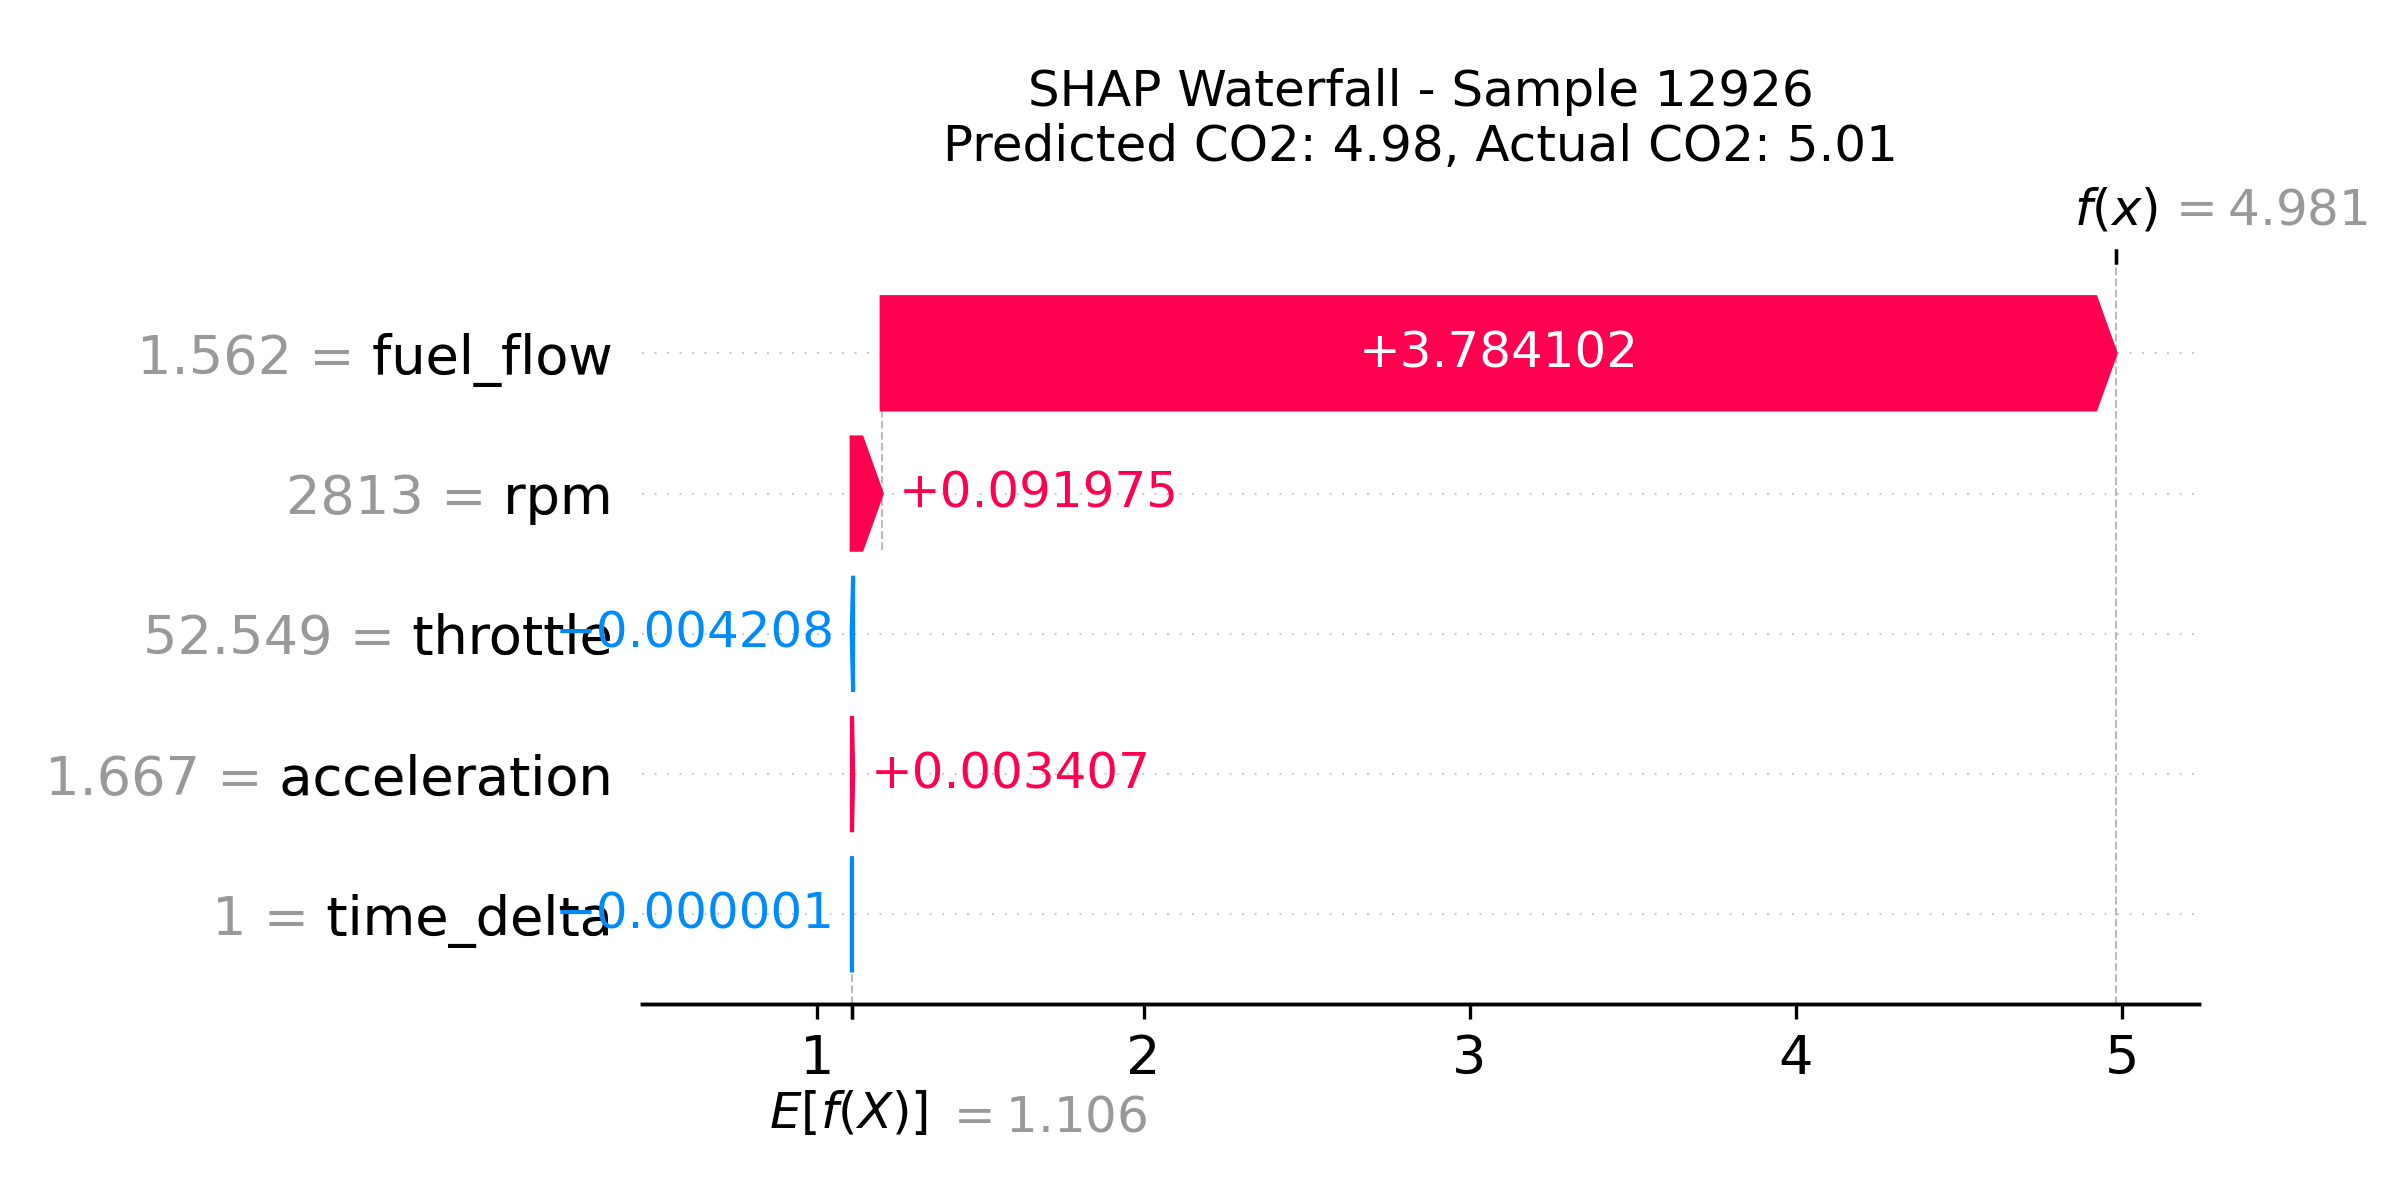 SHAP Waterfall - Sample 12926
Predicted CO2: 4.98, Actual CO2: 5.01
f(x) = 4.981
1.562 = fuel_flow +3.784102
2813 = rpm +0.091975
52.549 = throttle −0.004208
1.667 = acceleration +0.003407
1 = time_delta −0.000001
1 2 3 4 5
E[f(X)] = 1.106